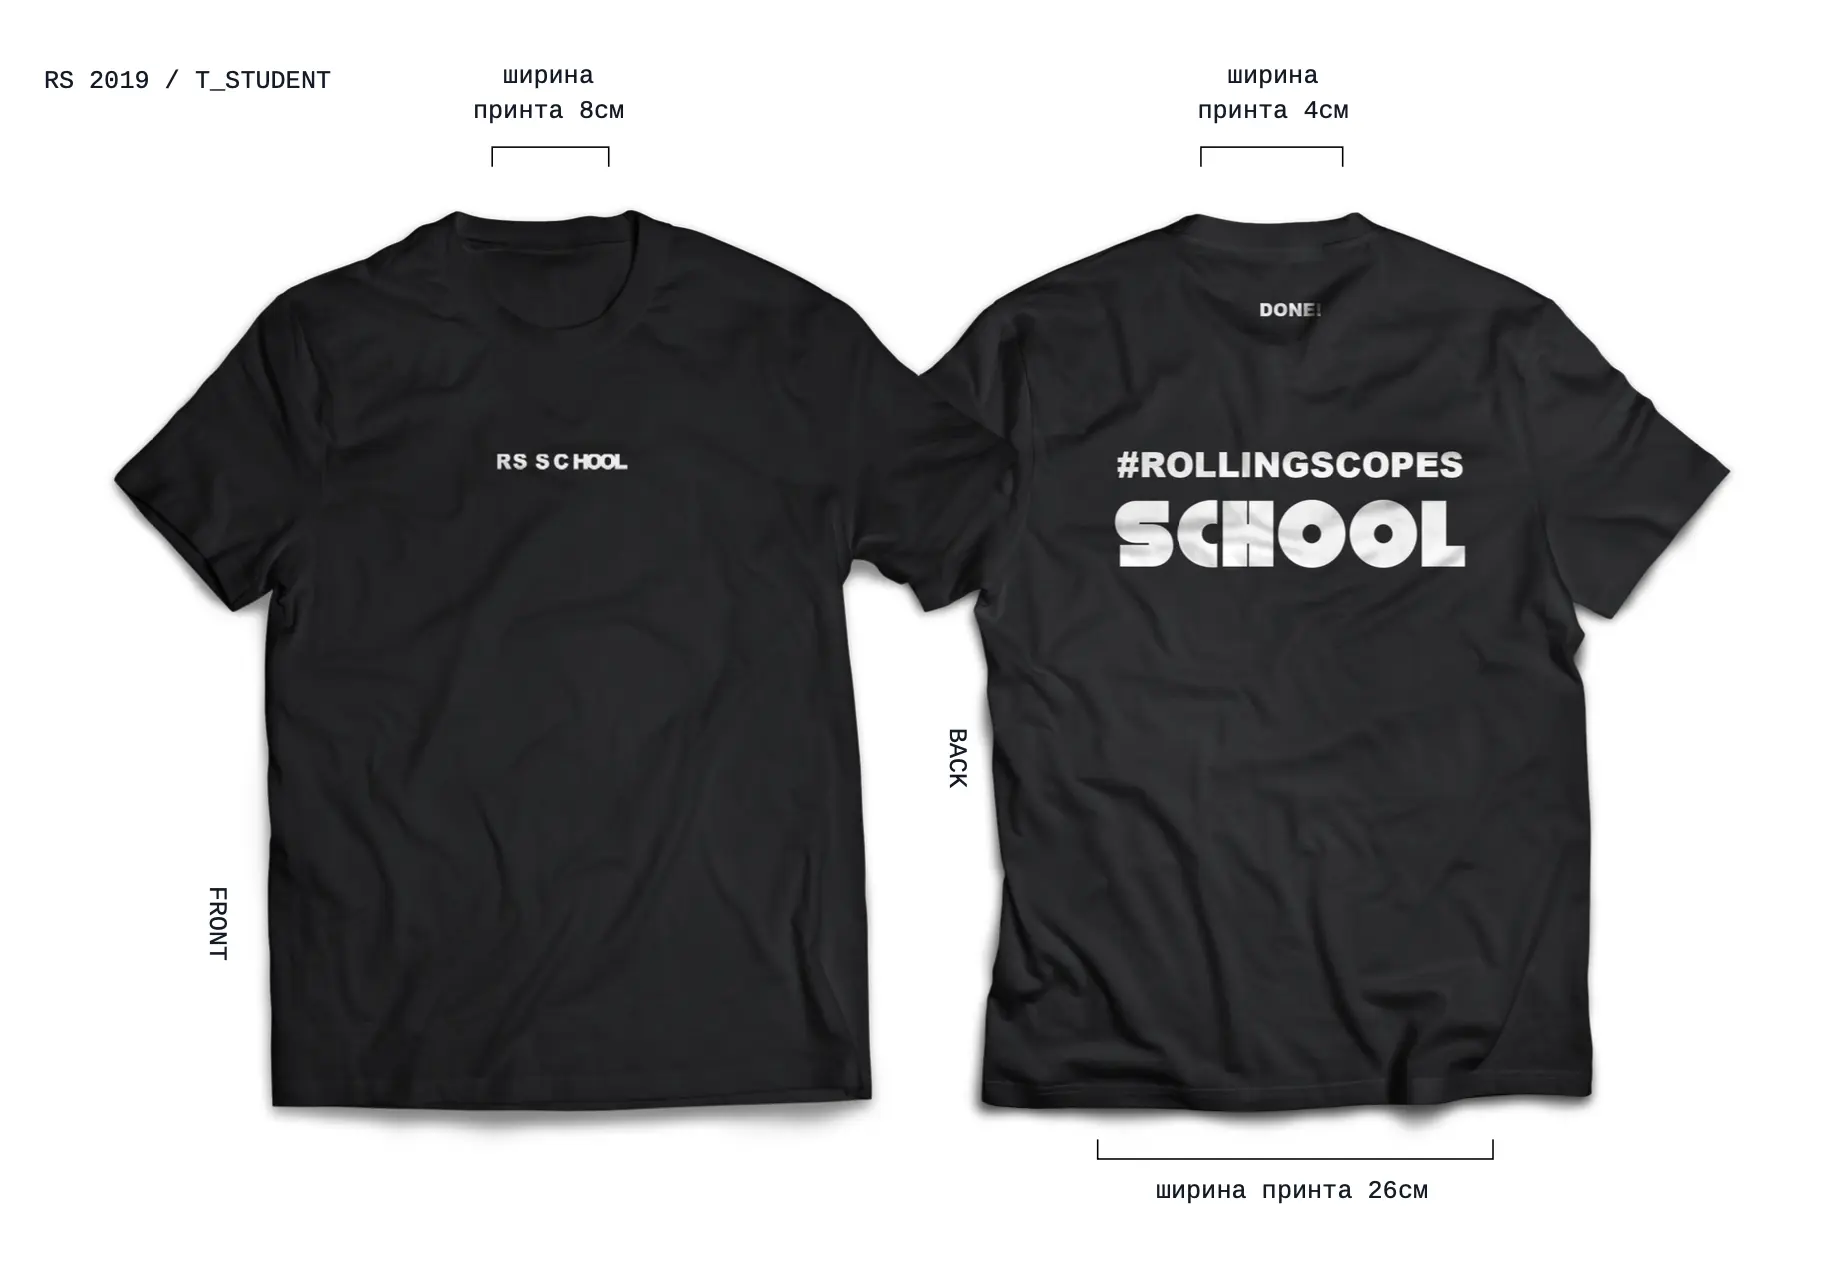 RS 2019 / T_STUDENT
ширина
принта 8см
ширина
принта 4см
DONE!
RS SCHOOL
#ROLLINGSCOPES
SCHOOL
BACK
FRONT
ширина принта 26см